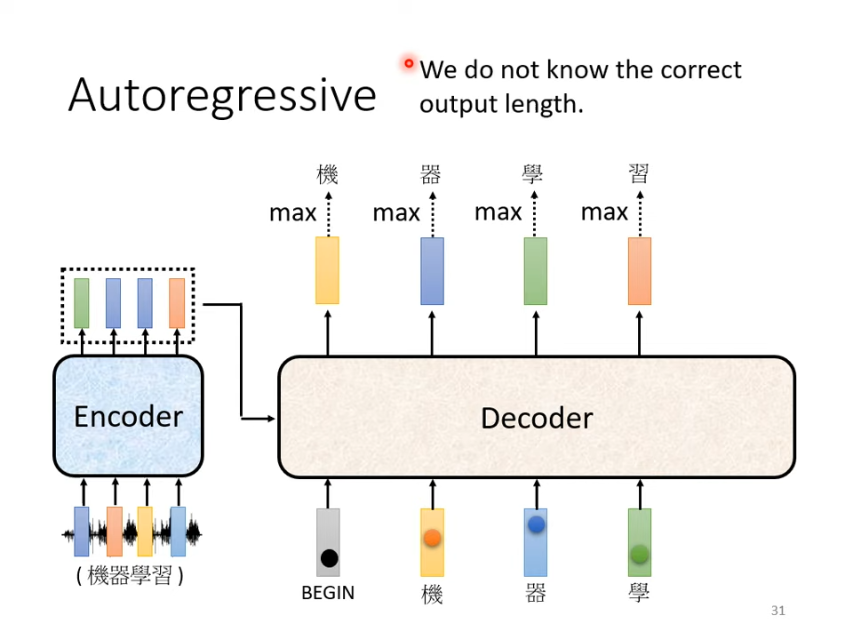 Autoregressive
We do not know the correct
output length.
機 器 學 習
max max max max
Encoder
Decoder
(機器學習)
BEGIN 機 器 學
31